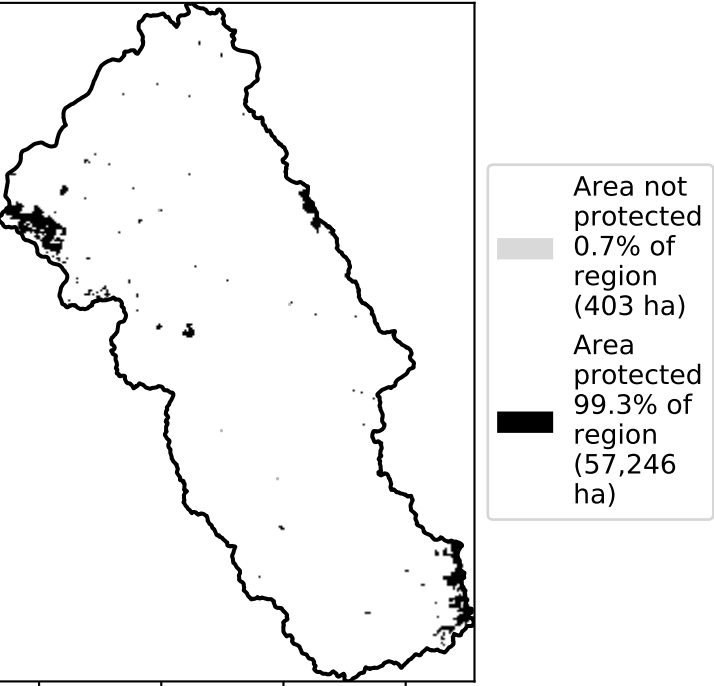 Area not
protected
0.7% of
region
(403 ha)
Area
protected
99.3% of
region
(57,246
ha)